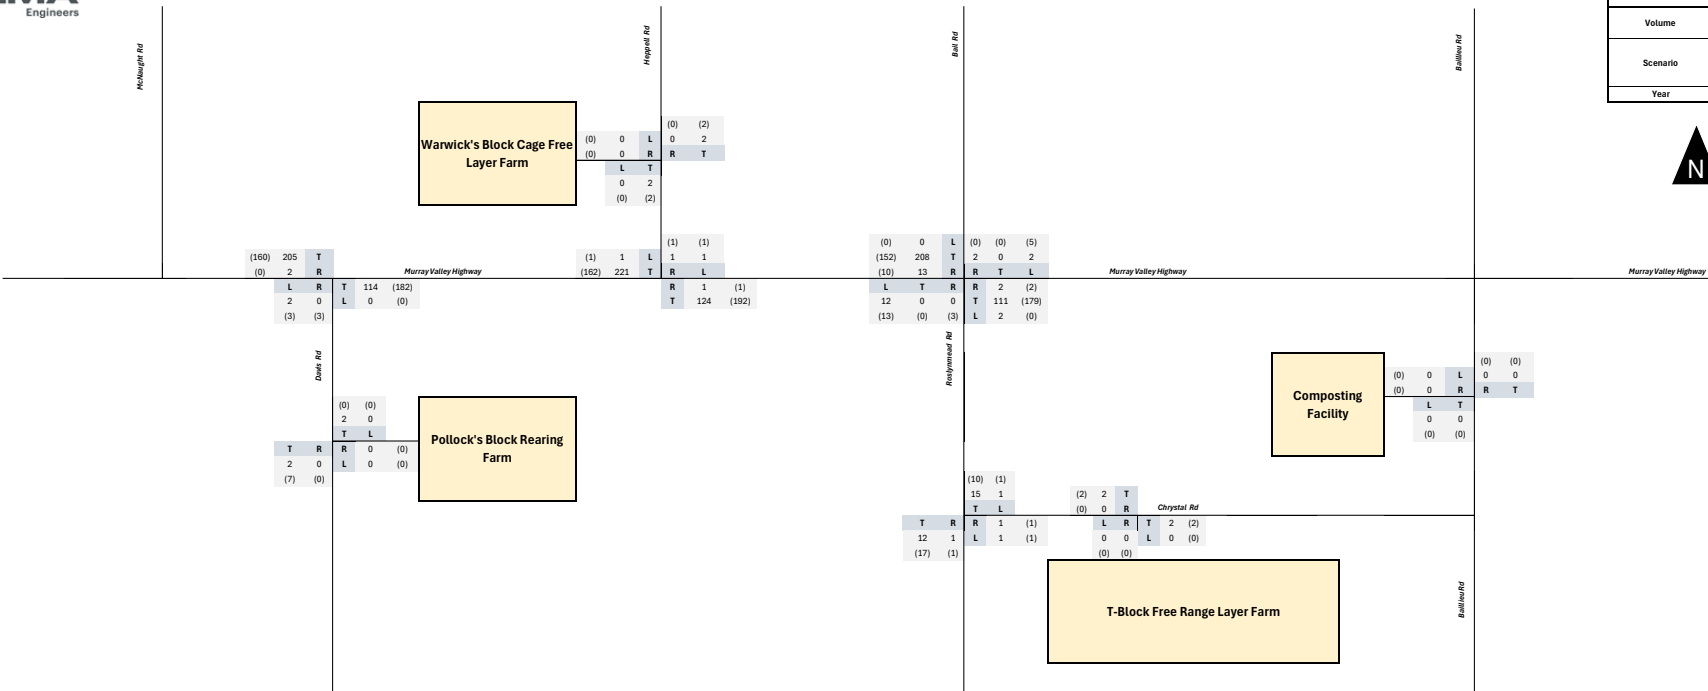 Engineers
McNaught Rd
Heppell Rd
Ball Rd
Baillieu Rd
Volume
Scenario
Year
N
Warwick's Block Cage Free
Layer Farm
(0) (2)
(0) 0 L 0 2
(0) 0 R R T
L T
0 2
(0) (2)
(160) 205 T
(0) 2 R
Murray Valley Highway
L R T 114 (182)
2 0 L 0 (0)
(3) (3)
(1) (1)
(1) 1 L 1 1
(162) 221 T R L
R 1 (1)
T 124 (192)
(0) 0 L (0) (0) (5)
(152) 208 T 2 0 2
(10) 13 R R T L
L T R R 2 (2)
12 0 0 T 111 (179)
(13) (0) (3) L 2 (0)
Murray Valley Highway
Murray Valley Highway
Davis Rd
Roslynmead Rd
(0) (0)
2 0
T L
T R R 0 (0)
2 0 L 0 (0)
(7) (0)
Pollock's Block Rearing
Farm
Composting
Facility
(0) (0)
(0) 0 L 0 0
(0) 0 R R T
L T
0 0
(0) (0)
(10) (1)
15 1
T L
T R R 1 (1)
12 1 L 1 (1)
(17) (1)
(2) 2 T
(0) 0 R
Chrystal Rd
L R T 2 (2)
0 0 L 0 (0)
(0) (0)
T-Block Free Range Layer Farm
Baillieu Rd